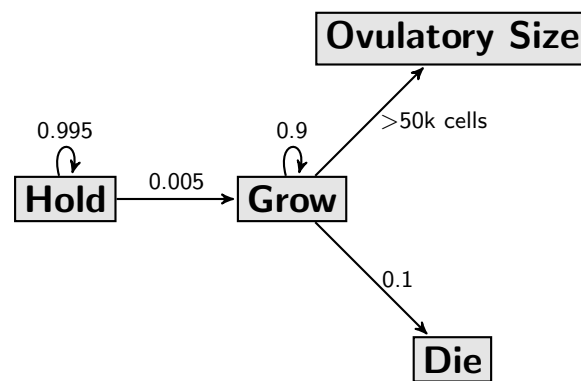 Ovulatory Size
0.995
0.9
>50k cells
Hold
0.005
Grow
0.1
Die